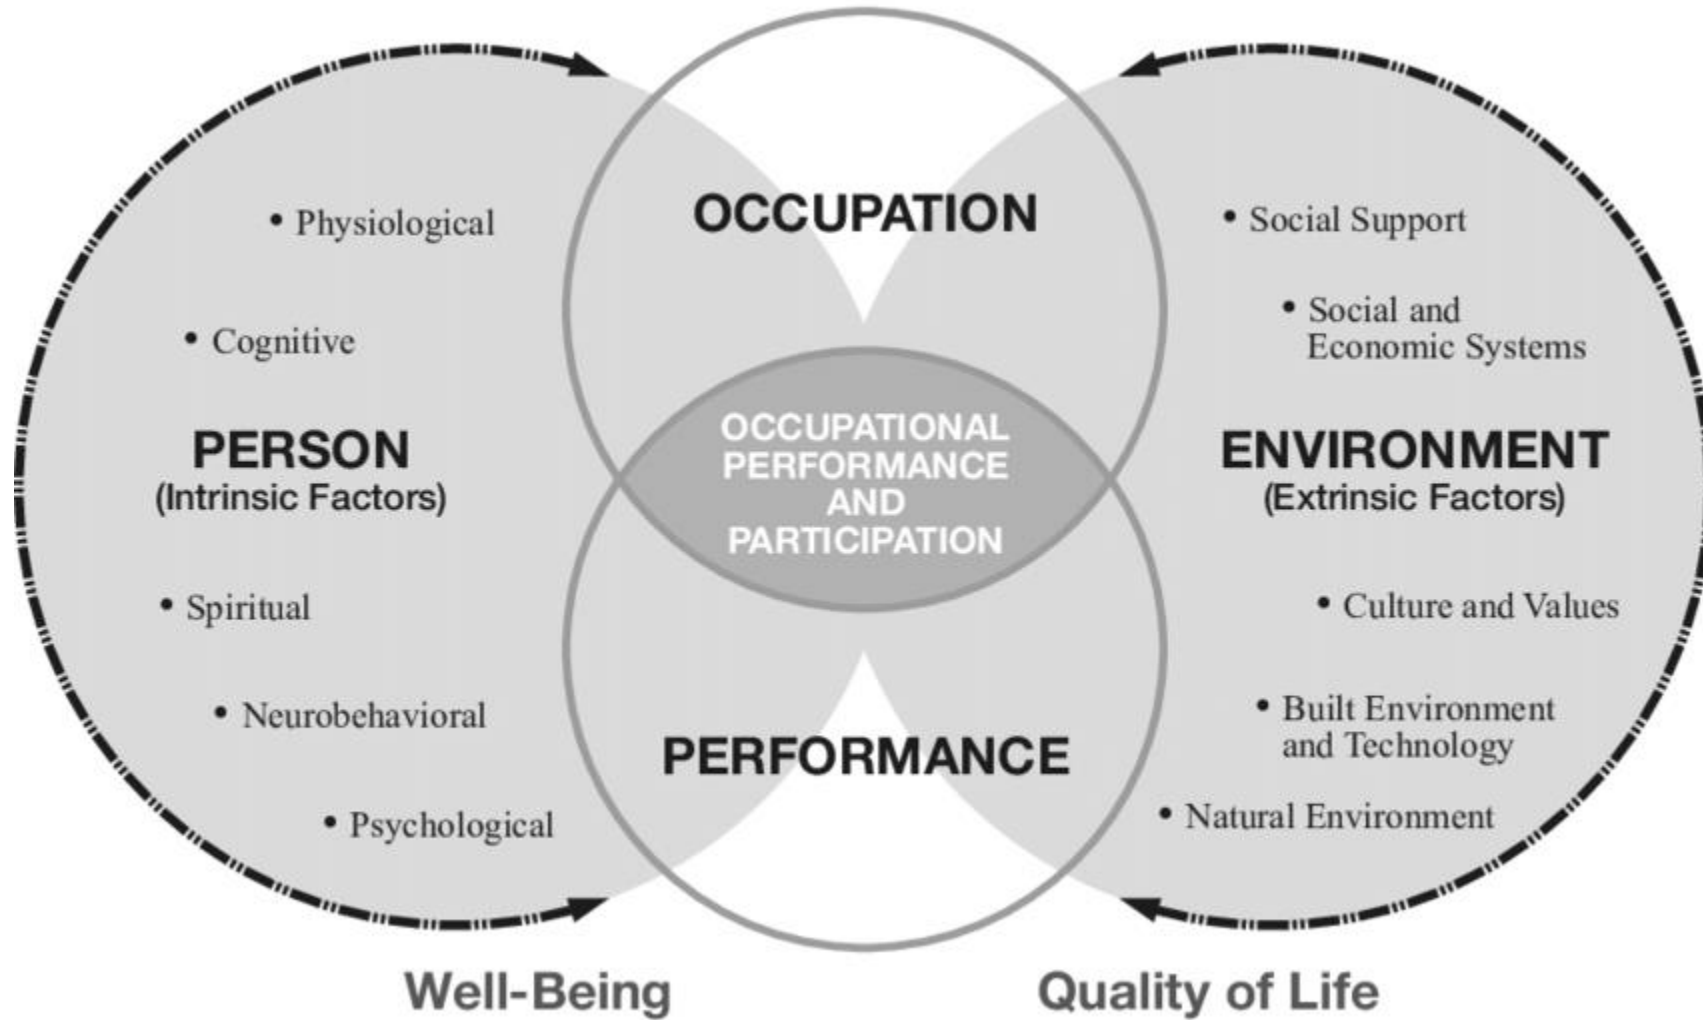 OCCUPATION
• Physiological
• Cognitive
PERSON
(Intrinsic Factors)
• Spiritual
• Neurobehavioral
• Psychological
OCCUPATIONAL
PERFORMANCE
AND
PARTICIPATION
• Social Support
• Social and
Economic Systems
ENVIRONMENT
(Extrinsic Factors)
• Culture and Values
• Built Environment
and Technology
• Natural Environment
PERFORMANCE
Well-Being
Quality of Life